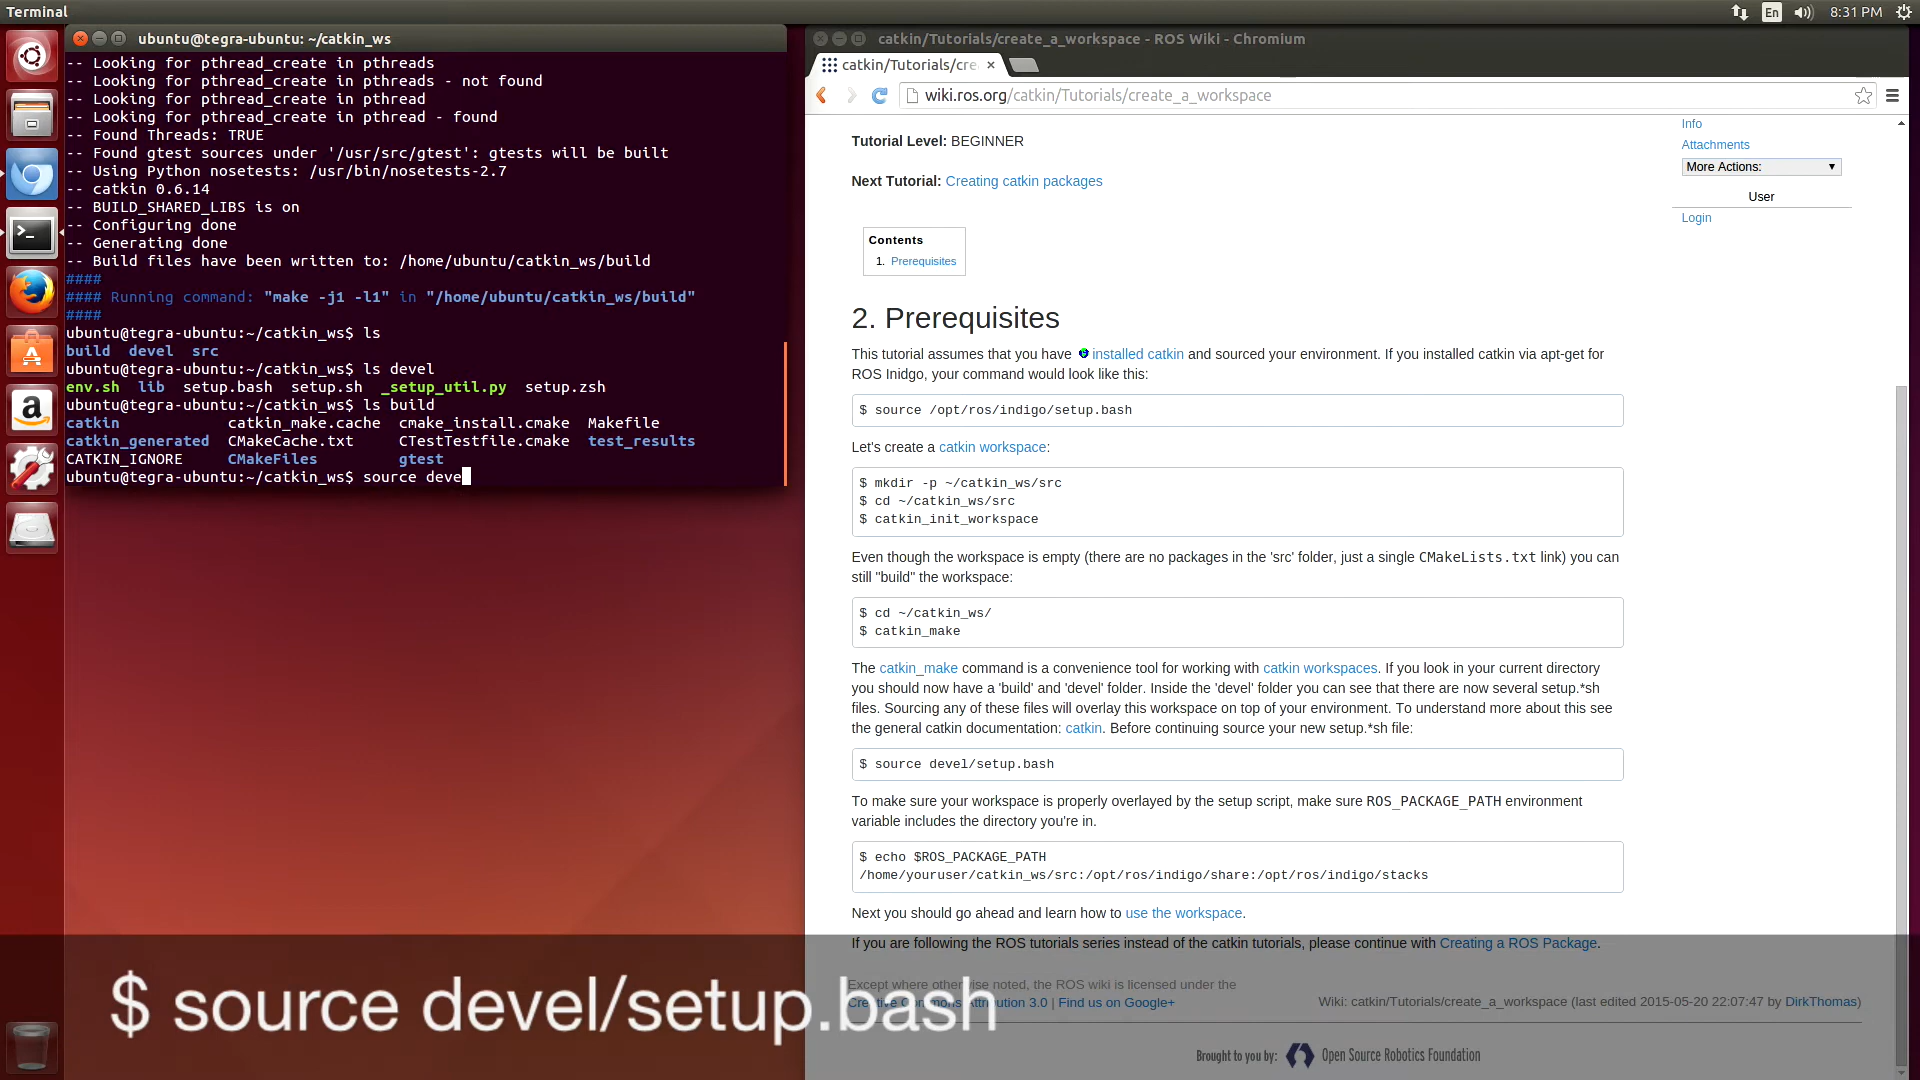 Terminal
En
8:31 PM
ubuntu@tegra-ubuntu: ~/catkin_ws
-- Looking for pthread_create in pthreads
-- Looking for pthread_create in pthreads - not found
-- Looking for pthread_create in pthread
-- Looking for pthread_create in pthread - found
-- Found Threads: TRUE
-- Found gtest sources under '/usr/src/gtest': gtests will be built
-- Using Python nosetests: /usr/bin/nosetests-2.7
-- catkin 0.6.14
-- BUILD_SHARED_LIBS is on
-- Configuring done
-- Generating done
-- Build files have been written to: /home/ubuntu/catkin_ws/build
####
#### Running command: "make -j1 -l1" in "/home/ubuntu/catkin_ws/build"
####
ubuntu@tegra-ubuntu:~/catkin_ws$ ls
build devel src
ubuntu@tegra-ubuntu:~/catkin_ws$ ls devel
env.sh lib setup.bash setup.sh _setup_util.py setup.zsh
ubuntu@tegra-ubuntu:~/catkin_ws$ ls build
catkin catkin_make.cache cmake_install.cmake Makefile
catkin_generated CMakeCache.txt CTestTestfile.cmake test_results
CATKIN_IGNORE CMakeFiles gtest
ubuntu@tegra-ubuntu:~/catkin_ws$ source deve
catkin/Tutorials/create_a_workspace - ROS Wiki - Chromium
catkin/Tutorials/cre
wiki.ros.org/catkin/Tutorials/create_a_workspace
Info
Attachments
More Actions:
User
Login
Tutorial Level: BEGINNER
Next Tutorial: Creating catkin packages
Contents
1. Prerequisites
2. Prerequisites
This tutorial assumes that you have installed catkin and sourced your environment. If you installed catkin via apt-get for
ROS Inidgo, your command would look like this:
$ source /opt/ros/indigo/setup.bash
Let's create a catkin workspace:
$ mkdir -p ~/catkin_ws/src
$ cd ~/catkin_ws/src
$ catkin_init_workspace
Even though the workspace is empty (there are no packages in the 'src' folder, just a single CMakeLists.txt link) you can
still "build" the workspace:
$ cd ~/catkin_ws/
$ catkin_make
The catkin_make command is a convenience tool for working with catkin workspaces. If you look in your current directory
you should now have a 'build' and 'devel' folder. Inside the 'devel' folder you can see that there are now several setup.*sh
files. Sourcing any of these files will overlay this workspace on top of your environment. To understand more about this see
the general catkin documentation: catkin. Before continuing source your new setup.*sh file:
$ source devel/setup.bash
To make sure your workspace is properly overlayed by the setup script, make sure ROS_PACKAGE_PATH environment
variable includes the directory you're in.
$ echo $ROS_PACKAGE_PATH
/home/youruser/catkin_ws/src:/opt/ros/indigo/share:/opt/ros/indigo/stacks
Next you should go ahead and learn how to use the workspace.
If you are following the ROS tutorials series instead of the catkin tutorials, please continue with Creating a ROS Package.
Except where otherwise noted, the ROS wiki is licensed under the
Creative Commons Attribution 3.0 | Find us on Google+
Wiki: catkin/Tutorials/create_a_workspace (last edited 2015-05-20 22:07:47 by DirkThomas)
Brought to you by: Open Source Robotics Foundation
$ source devel/setup.bash